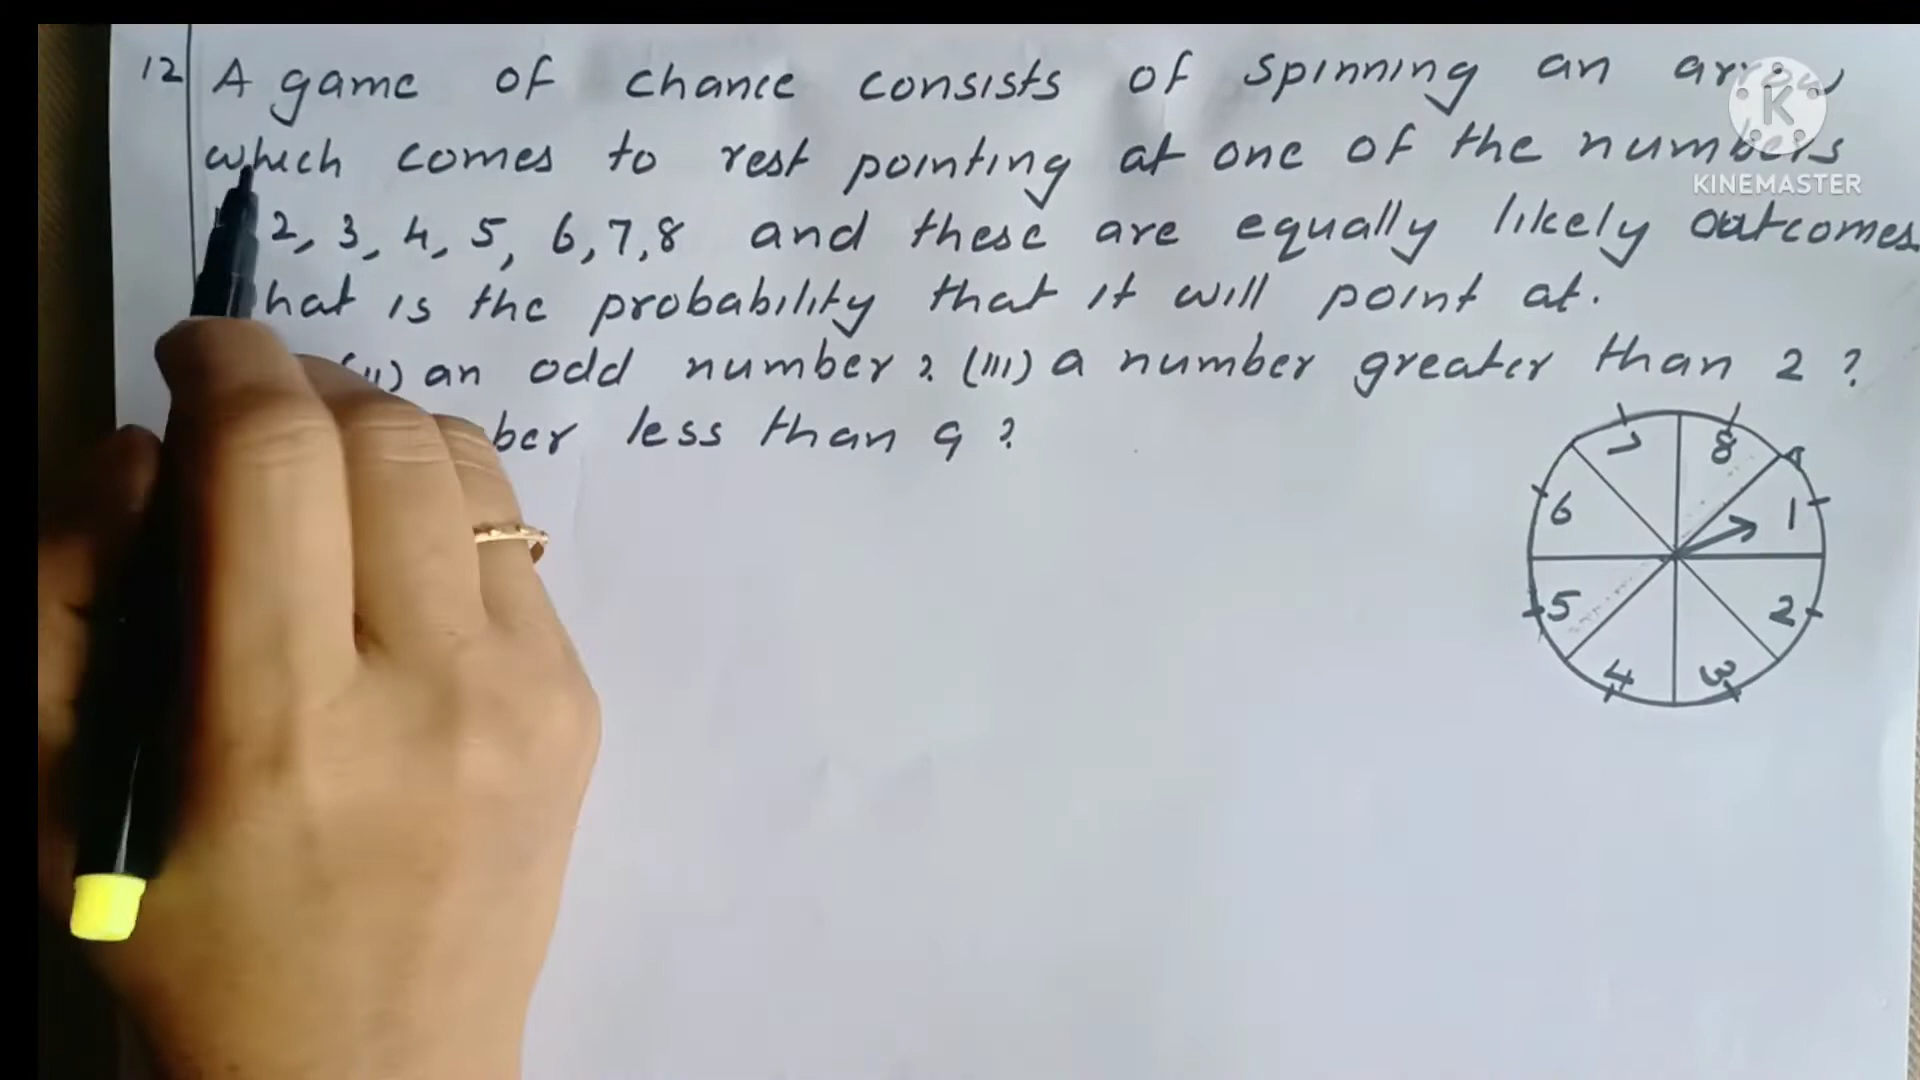 12 A game of chance consists of spinning an arrow
which comes to rest pointing at one of the numbers
2, 3, 4, 5, 6, 7, 8 and these are equally likely outcomes.
hat is the probability that it will point at.
(ii) an odd number? (iii) a number greater than 2 ?
ber less than 9 ?
K
KINEMASTER
7 8
6 1
5 2
4 3